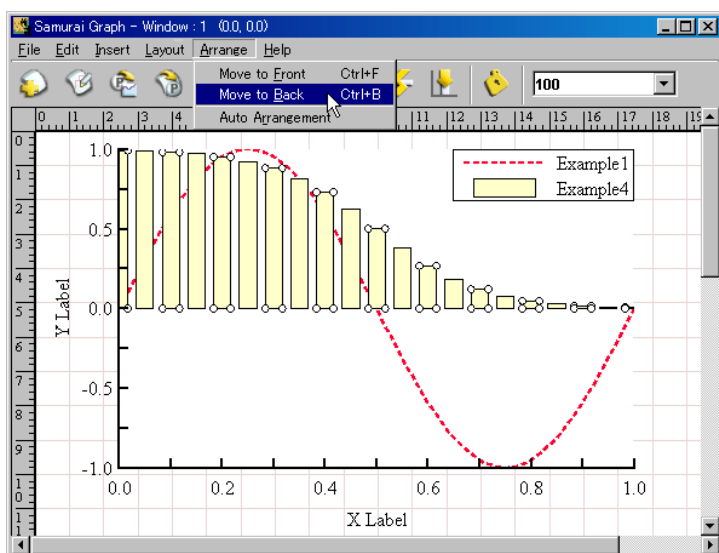 Samurai Graph - Window : 1 (0.0, 0.0)
File Edit Insert Layout Arrange Help
Move to Front Ctrl+F
Move to Back Ctrl+B
Auto Arrangement
100
0 1 2 3 4 11 12 13 14 15 16 17 18 19
0
1
2
3
4
5
6
7
8
9
10
11
1.0
0.5
0.0
-0.5
-1.0
Y Label
Example1
Example4
0.0 0.2 0.4 0.6 0.8 1.0
X Label